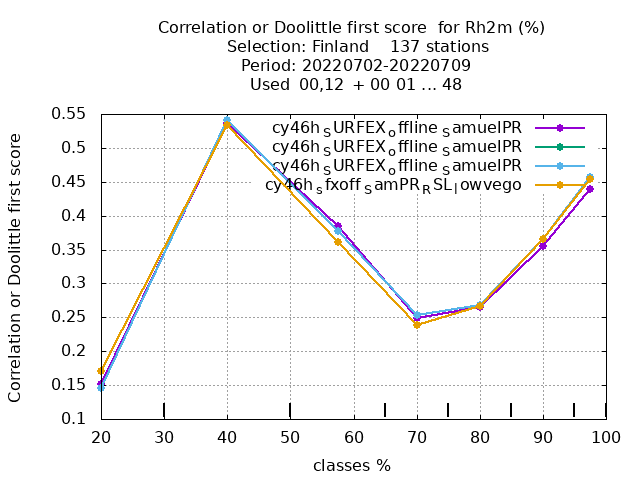 Correlation or Doolittle first score for Rh2m (%)
Selection: Finland 137 stations
Period: 20220702-20220709
Used 00,12 + 00 01 ... 48
cy46h_SURFEX_offline_SamuelPR
cy46h_SURFEX_offline_SamuelPR
cy46h_SURFEX_offline_SamuelPR
cy46h_sfxoff_SamPR_RSL_lowvego
Correlation or Doolittle first score
0.55
0.5
0.45
0.4
0.35
0.3
0.25
0.2
0.15
0.1
20 30 40 50 60 70 80 90 100
classes %